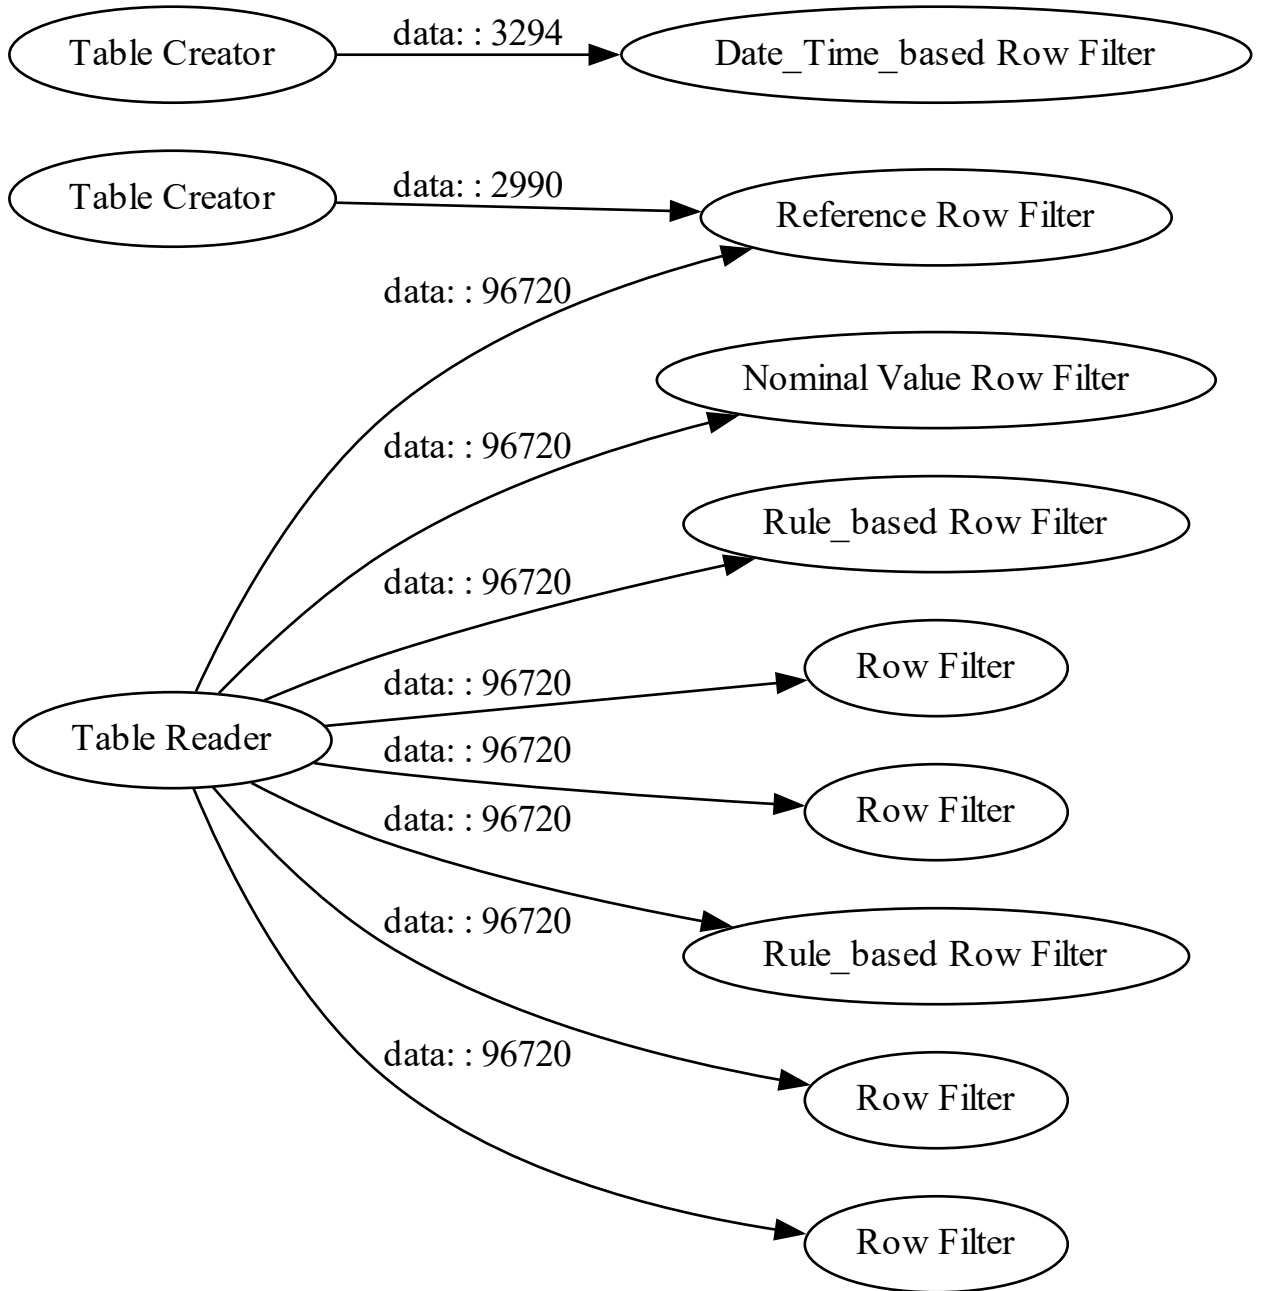 Table Creator
data: : 3294
Date_Time_based Row Filter
Table Creator
data: : 2990
Reference Row Filter
data: : 96720
Nominal Value Row Filter
data: : 96720
Rule_based Row Filter
data: : 96720
Row Filter
data: : 96720
Table Reader
data: : 96720
Row Filter
data: : 96720
data: : 96720
Rule_based Row Filter
data: : 96720
Row Filter
Row Filter